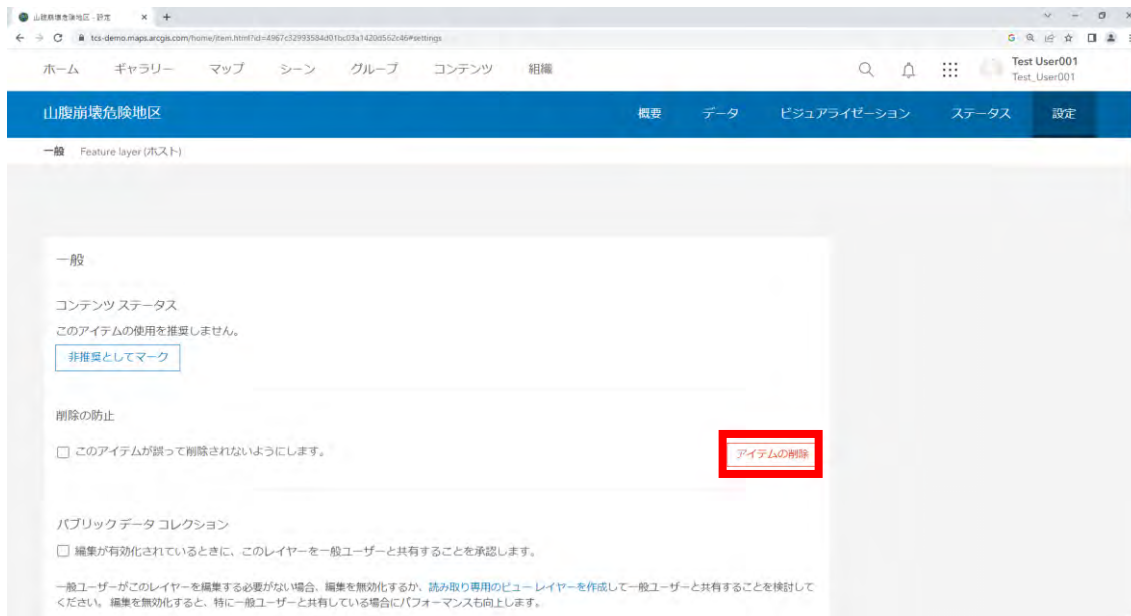 山腹崩壊危険地区 - 設定
tcs-demo.maps.arcgis.com/home/item.html?id=4967c32993584d01bc03a1420d562c46#settings
ホーム ギャラリー マップ シーン グループ コンテンツ 組織
Test User001
Test_User001
山腹崩壊危険地区 概要 データ ビジュアライゼーション ステータス 設定
一般 Feature layer (ホスト)
一般
コンテンツ ステータス
このアイテムの使用を推奨しません。
非推奨としてマーク
削除の防止
このアイテムが誤って削除されないようにします。 アイテムの削除
パブリック データ コレクション
編集が有効化されているときに、このレイヤーを一般ユーザーと共有することを承認します。
一般ユーザーがこのレイヤーを編集する必要がない場合、編集を無効化するか、読み取り専用のビュー レイヤーを作成して一般ユーザーと共有することを検討して
ください。 編集を無効化すると、特に一般ユーザーと共有している場合にパフォーマンスも向上します。